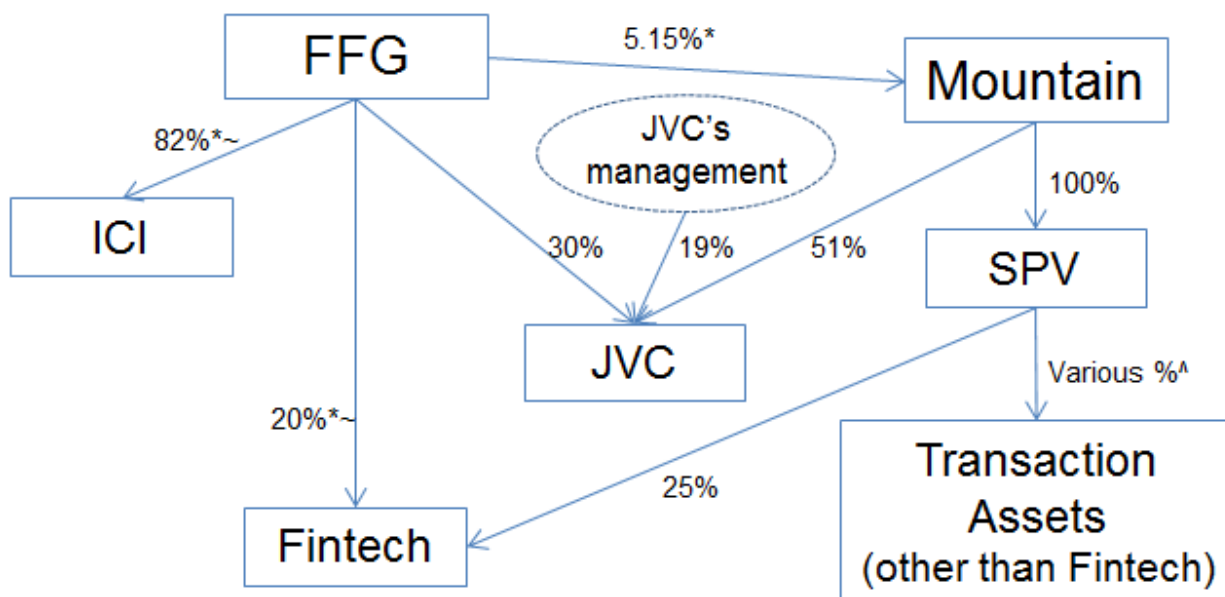 FFG
5.15%*
Mountain
82%*~
JVC's
management
100%
ICI
30%
19%
51%
SPV
JVC
Various %^
20%*~
25%
Transaction
Assets
(other than Fintech)
Fintech